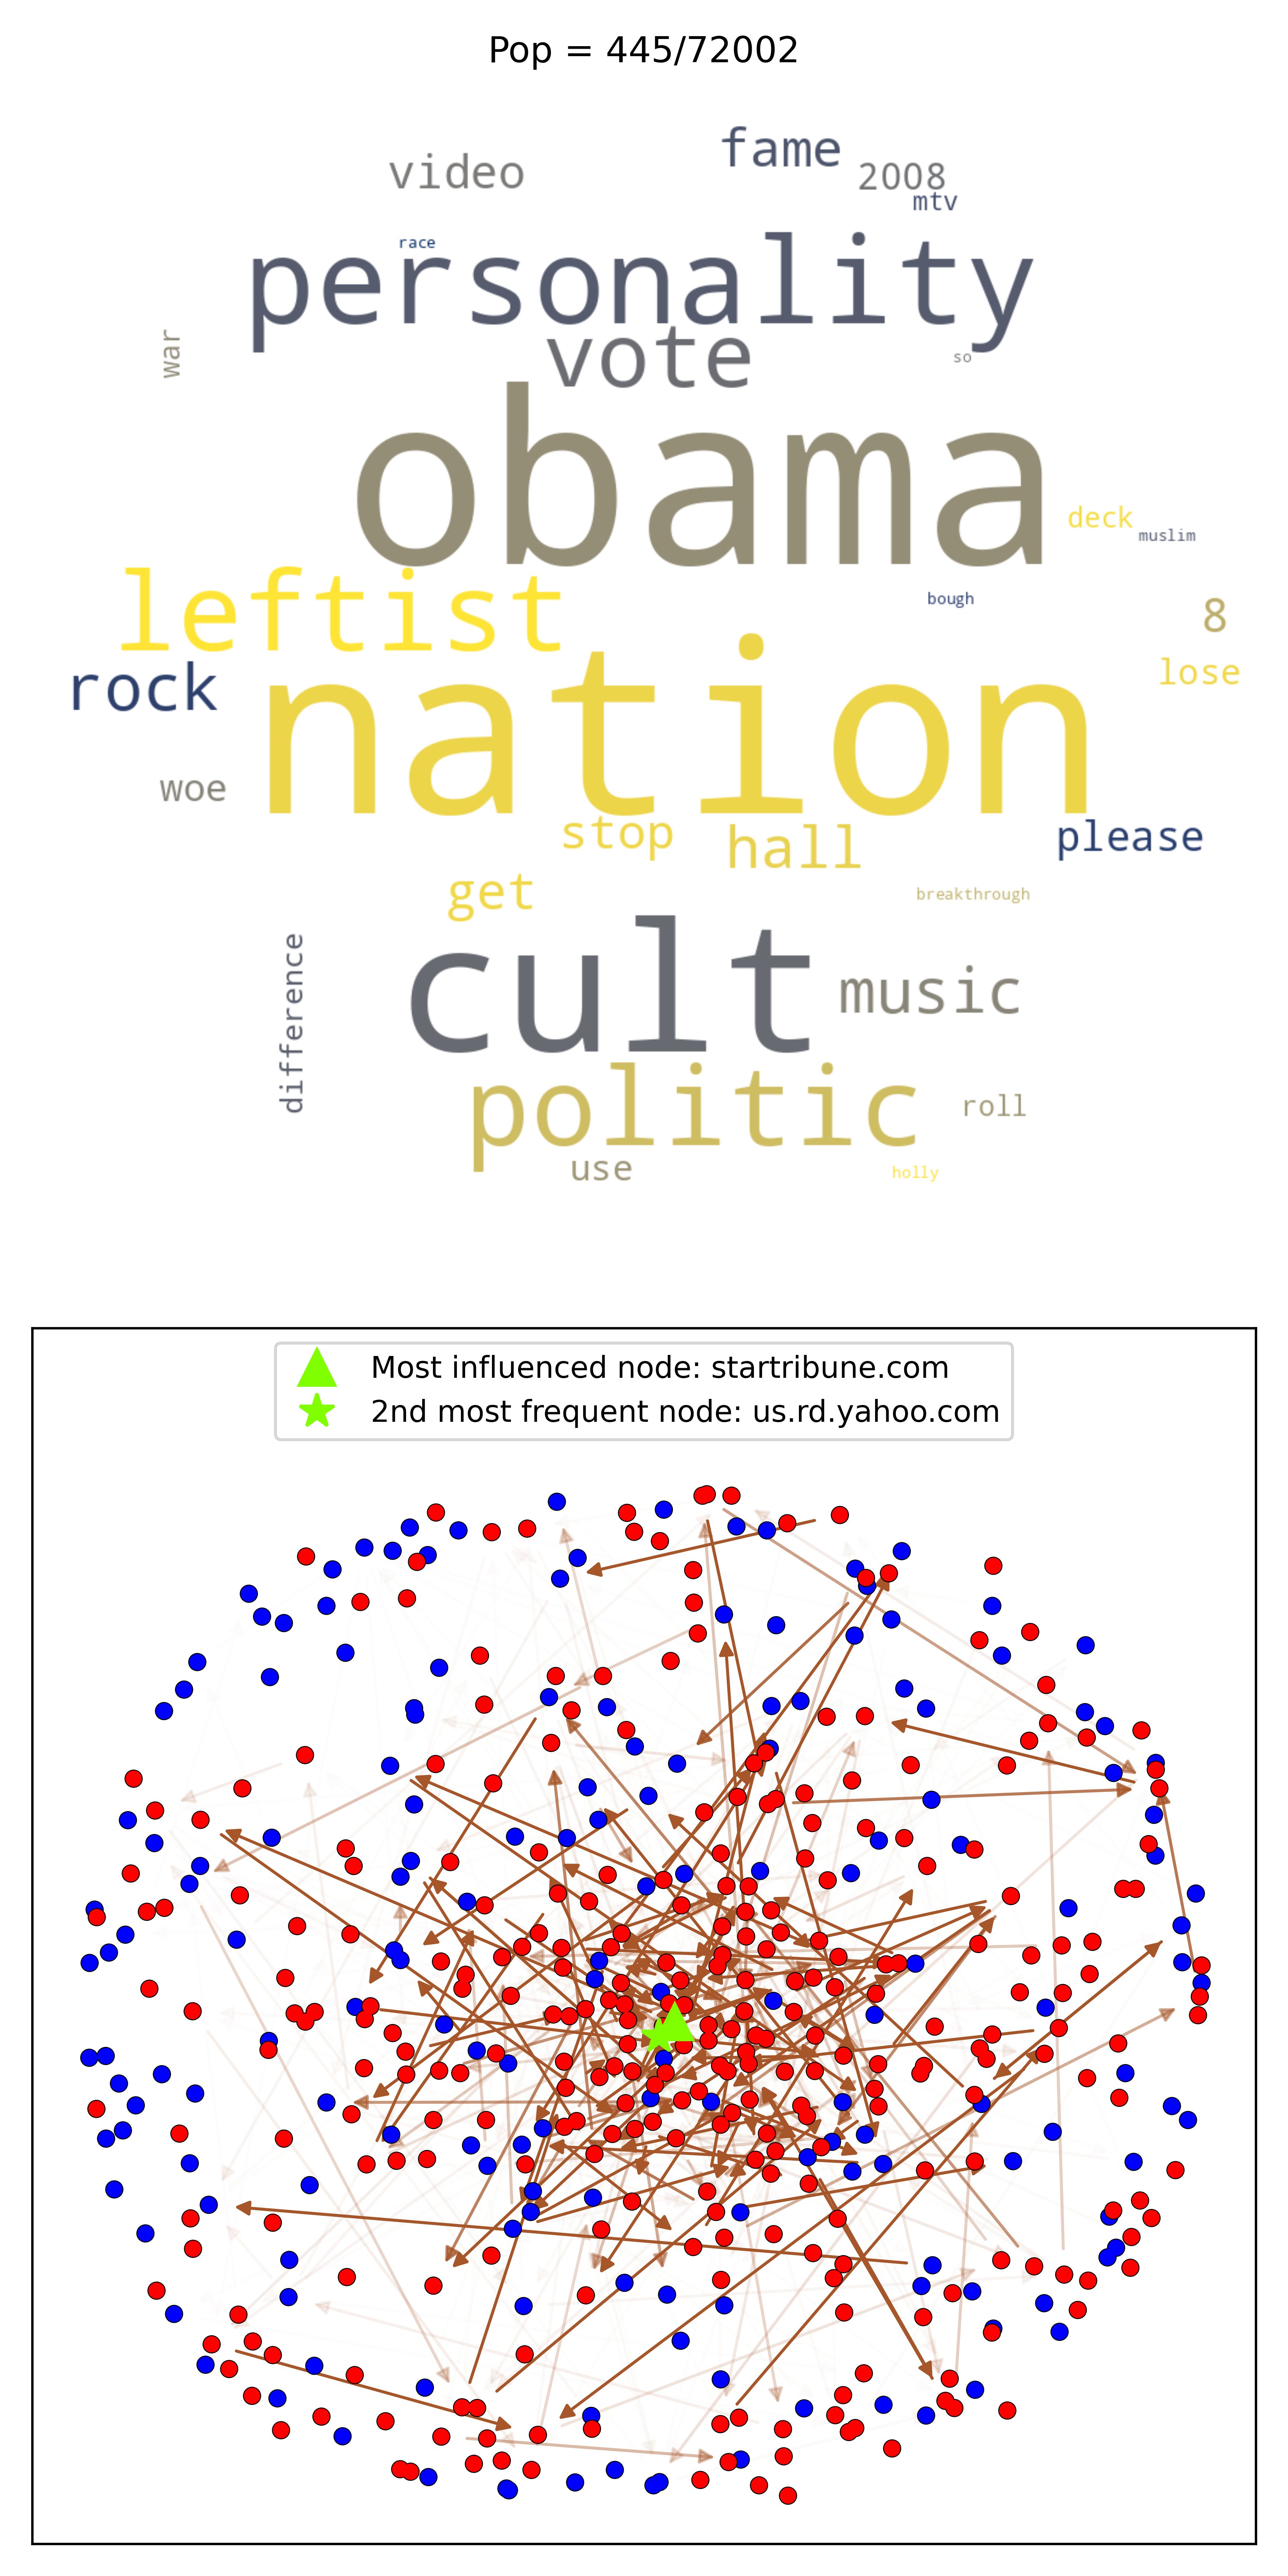 Pop = 445/72002
fame
video
2008
mtv
race
personality
war
vote
so
obama
deck
muslim
leftist
bough
8
rock
lose
nation
woe
stop
hall
please
get
breakthrough
difference
cult
music
politic
roll
use
holly
Most influenced node: startribune.com
2nd most frequent node: us.rd.yahoo.com